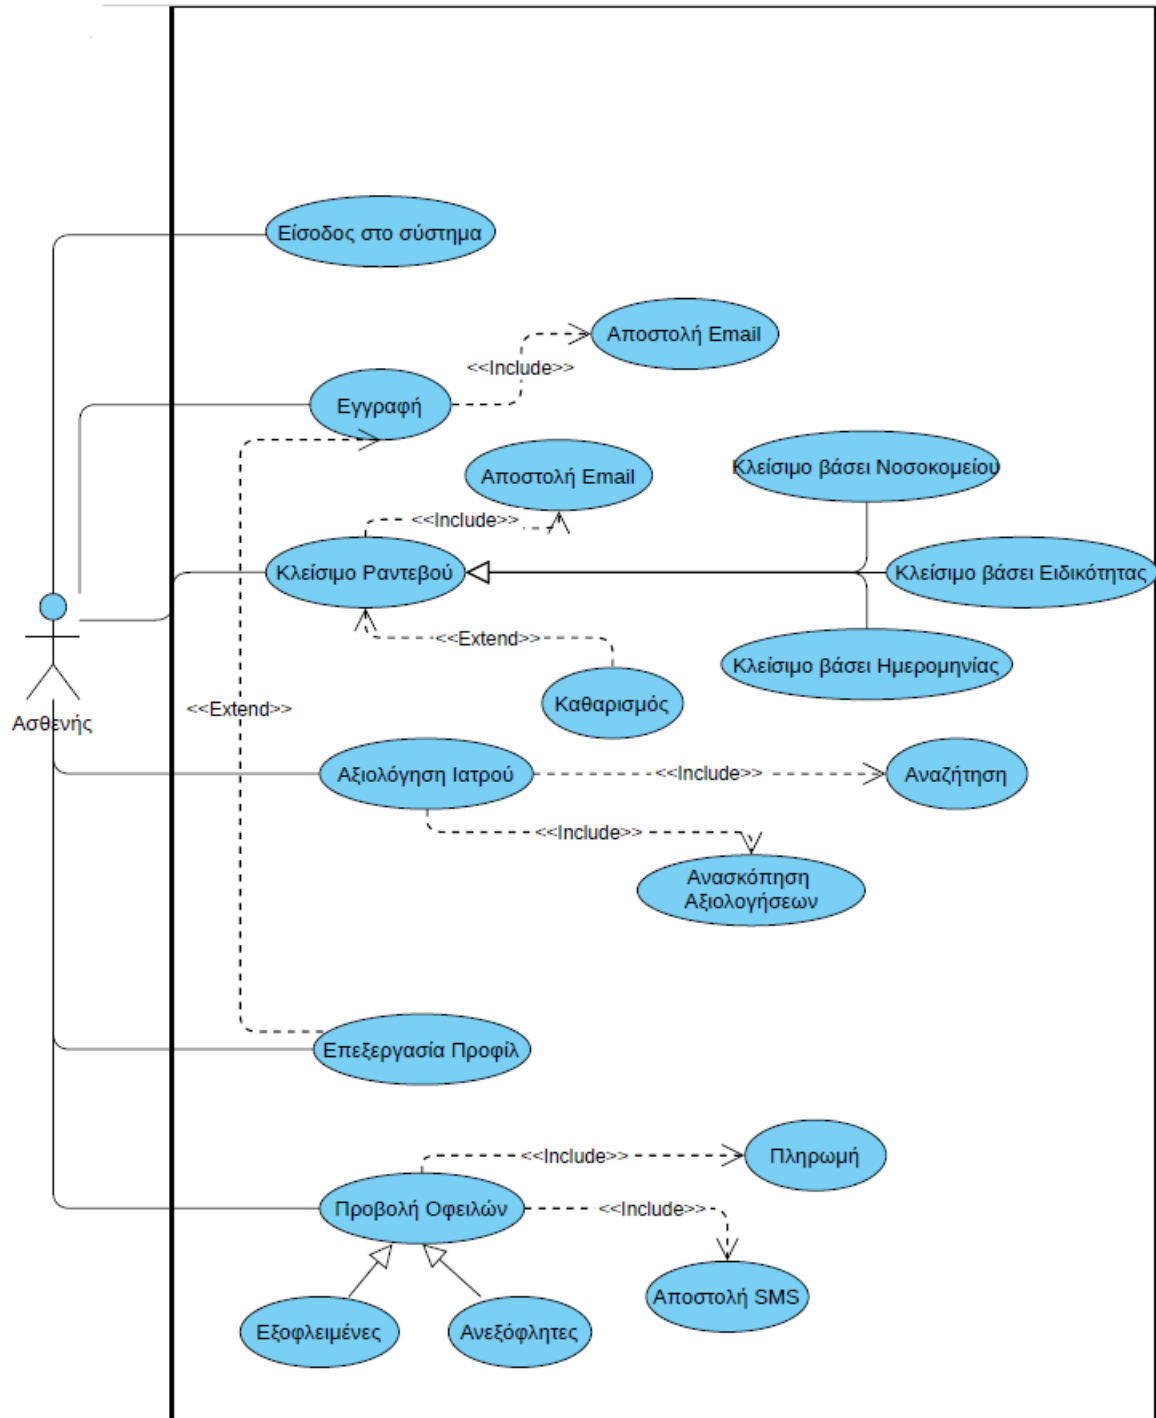 Είσοδος στο σύστημα
Αποστολή Email
<<Include>>
Εγγραφή
Κλείσιμο βάσει Νοσοκομείου
Αποστολή Email
<<Include>>
Κλείσιμο Ραντεβού
Κλείσιμο βάσει Ειδικότητας
<<Extend>>
Κλείσιμο βάσει Ημερομηνίας
Καθαρισμός
<<Extend>>
Ασθενής
Αξιολόγηση Ιατρού
<<Include>>
Αναζήτηση
<<Include>>
Ανασκόπηση
Αξιολογήσεων
Επεξεργασία Προφίλ
<<Include>>
Πληρωμή
Προβολή Οφειλών
<<Include>>
Αποστολή SMS
Εξοφλειμένες
Ανεξόφλητες